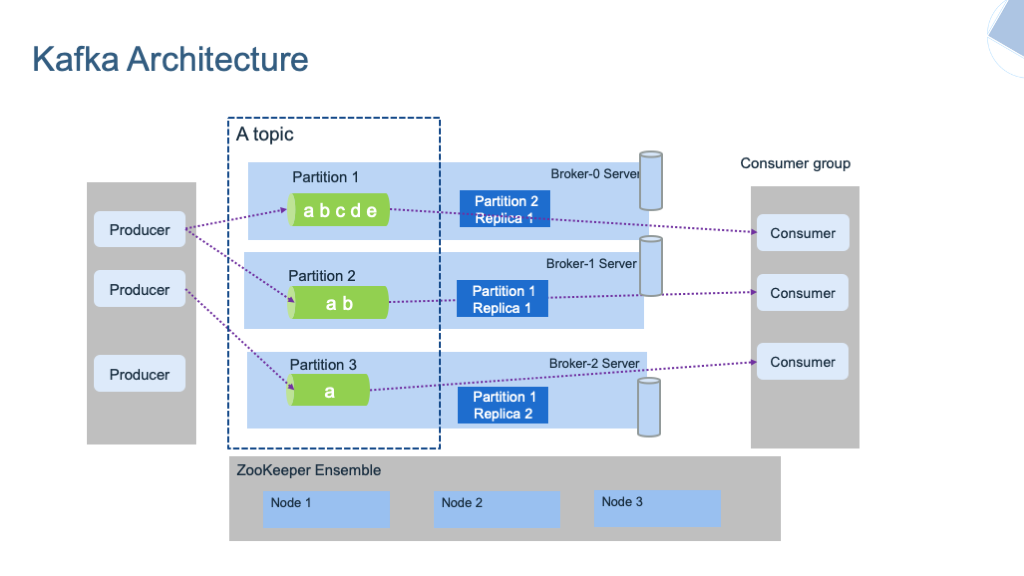 Kafka Architecture
A topic
Consumer group
Partition 1
Broker-0 Server
a b c d e
Partition 2
Replica 1
Producer
Consumer
Partition 2
Broker-1 Server
a b
Partition 1
Replica 1
Producer
Consumer
Partition 3
Broker-2 Server
a
Partition 1
Replica 2
Producer
Consumer
ZooKeeper Ensemble
Node 1
Node 2
Node 3